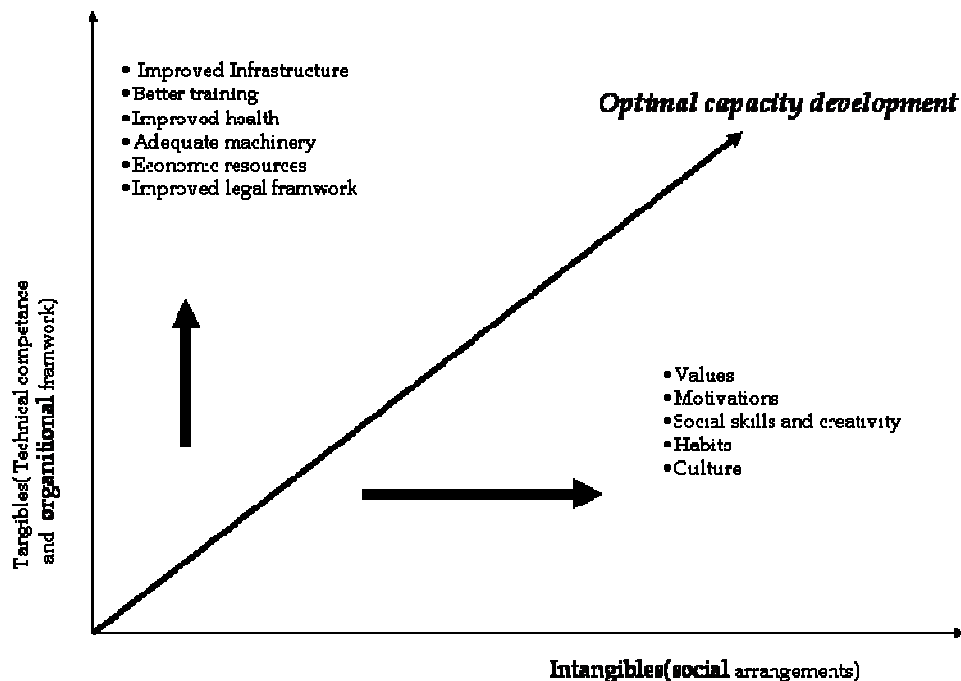 • Improved Infrastructure
• Better training
• Improved health
• Adequate machinery
• Economic resources
• Improved legal framwork
Optimal capacity development
Tangibles(Technical competance
and organitional framwork)
• Values
• Motivations
• Social skills and creativity
• Habits
• Culture
Intangibles(social arrangements)